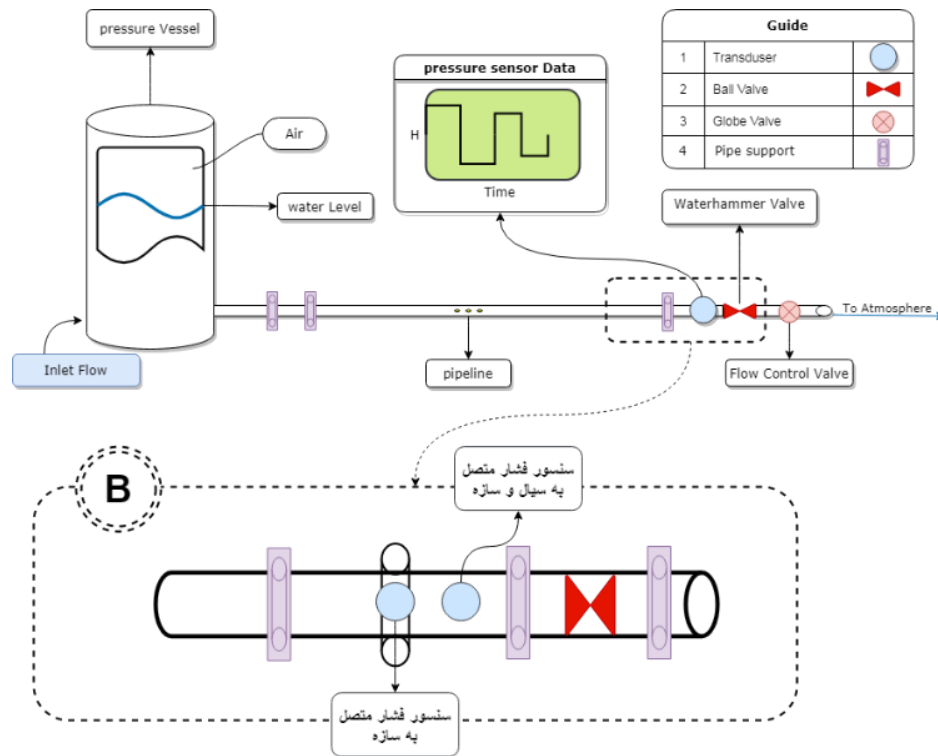 pressure Vessel
Guide
1 Transduser
2 Ball Valve
3 Globe Valve
4 Pipe support
pressure sensor Data
H
Time
Air
water Level
Waterhammer Valve
To Atmosphere
Inlet Flow
pipeline
Flow Control Valve
B
سنسور فشار متصل
به سیال و سازه
سنسور فشار متصل
به سازه